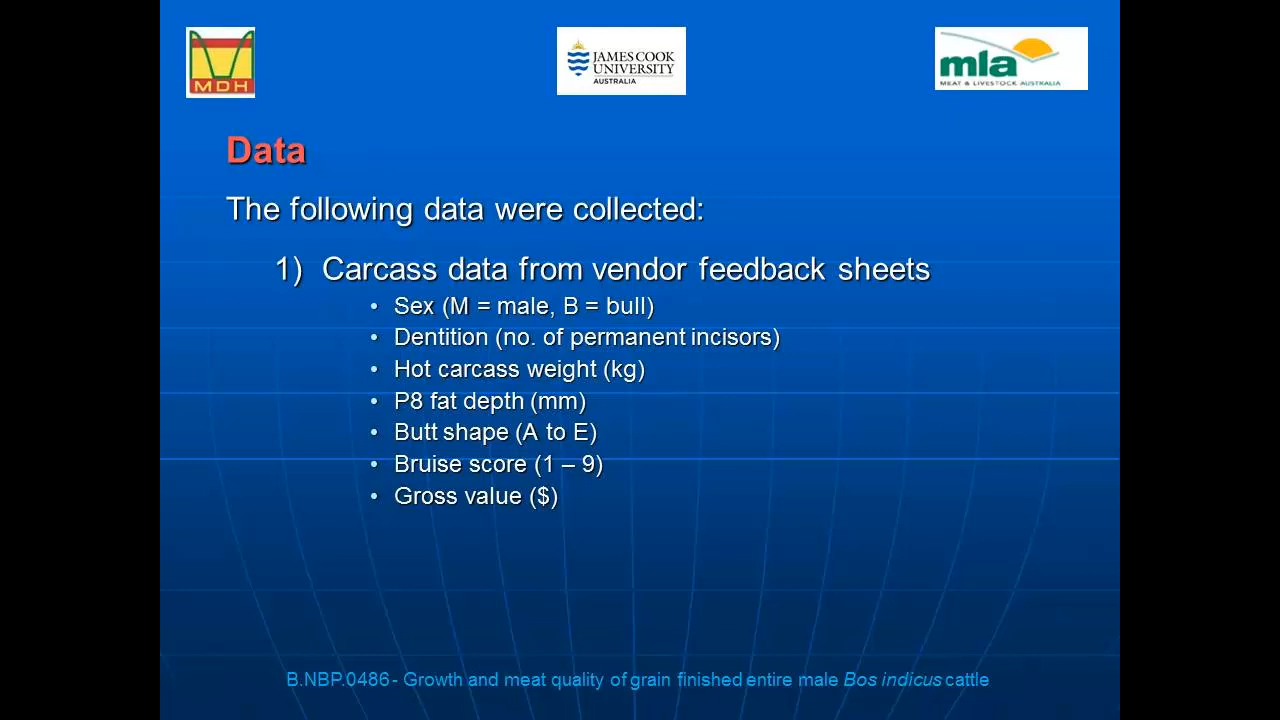 MDH
JAMES COOK
UNIVERSITY
AUSTRALIA
mla
MEAT & LIVESTOCK AUSTRALIA
Data
The following data were collected:
1) Carcass data from vendor feedback sheets
• Sex (M = male, B = bull)
• Dentition (no. of permanent incisors)
• Hot carcass weight (kg)
• P8 fat depth (mm)
• Butt shape (A to E)
• Bruise score (1 – 9)
• Gross value ($)
B.NBP.0486 - Growth and meat quality of grain finished entire male Bos indicus cattle